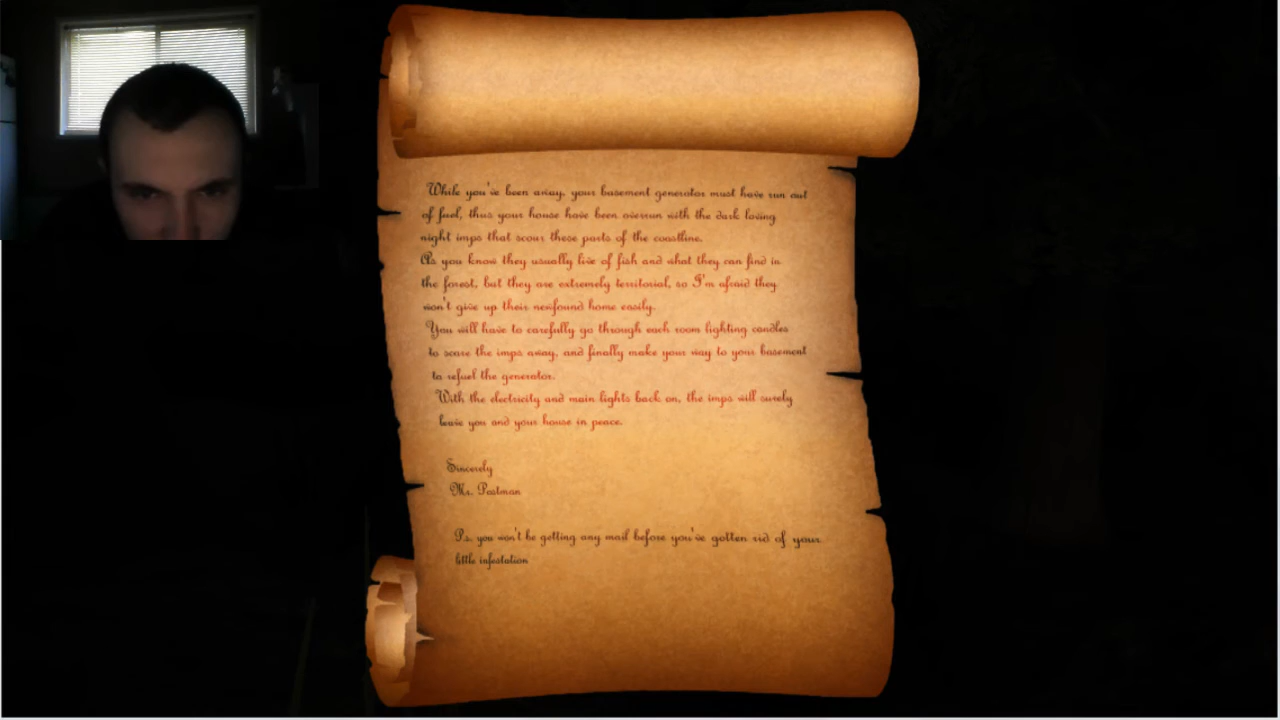 While you've been away, your basement generator must have run out
of fuel, thus your house have been overrun with the dark loving
night imps that scour these parts of the coastline.
As you know they usually live of fish and what they can find in
the forest, but they are extremely territorial, so I'm afraid they
won't give up their newfound home easily.
You will have to carefully go through each room lighting candles
to scare the imps away, and finally make your way to your basement
to refuel the generator.
With the electricity and main lights back on, the imps will surely
leave you and your house in peace.
Sincerely
Mr. Postman
Ps. you won't be getting any mail before you've gotten rid of your
little infestation